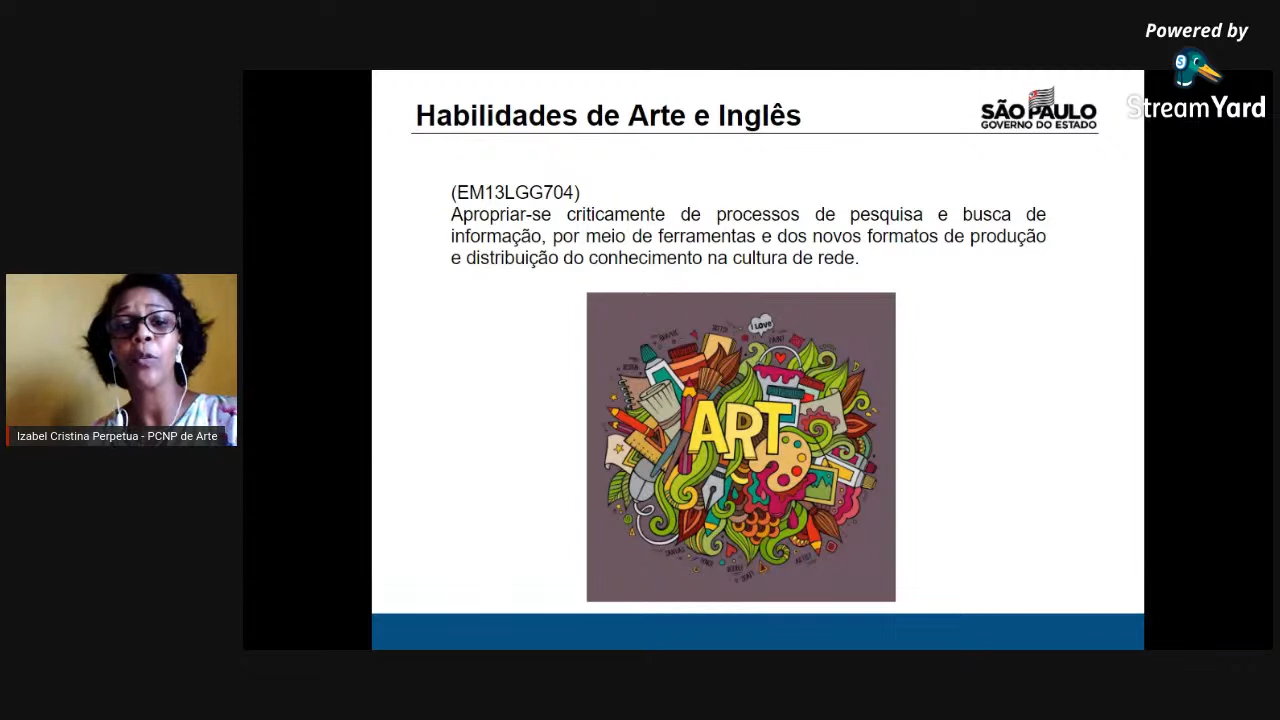 Powered by
StreamYard
Habilidades de Arte e Inglês
SÃO PAULO
GOVERNO DO ESTADO
(EM13LGG704)
Apropriar-se criticamente de processos de pesquisa e busca de
informação, por meio de ferramentas e dos novos formatos de produção
e distribuição do conhecimento na cultura de rede.
I LOVE
PAINT
ART
Izabel Cristina Perpetua - PCNP de Arte